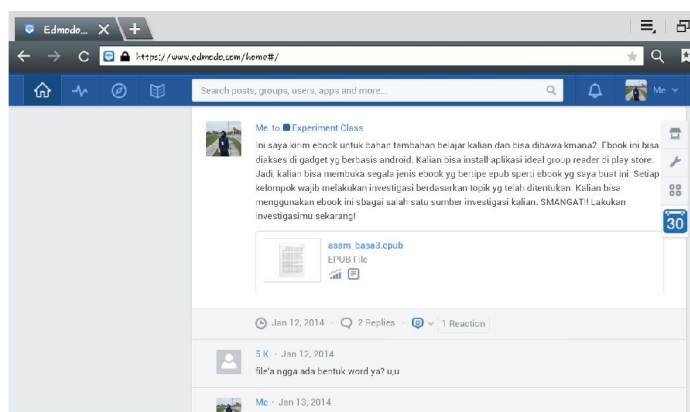 Edmodo...
https://www.edmodo.com/home#/
Search posts, groups, users, apps and more...
Me
Me to Experiment Class
Ini saya kirim ebook untuk bahan tambahan belajar kalian dan bisa dibawa kmana2. Ebook ini bisa
diakses di gadget yg berbasis android. Kalian bisa install aplikasi ideal group reader di play store.
Jadi, kalian bisa membuka segala jenis ebook yg bertipe epub sperti ebook yg saya buat ini. Setiap
kelompok wajib melakukan investigasi berdasarkan topik yg telah ditentukan. Kalian bisa
menggunakan ebook ini sbagai salah satu sumber investigasi kalian. SMANGAT!! Lakukan
investigasimu sekarang!
30
asam_basa3.epub
EPUB File
Jan 12, 2014 · 2 Replies · 1 Reaction
S K. - Jan 12, 2014
file'a ngga ada bentuk word ya? u,u
Me - Jan 13, 2014